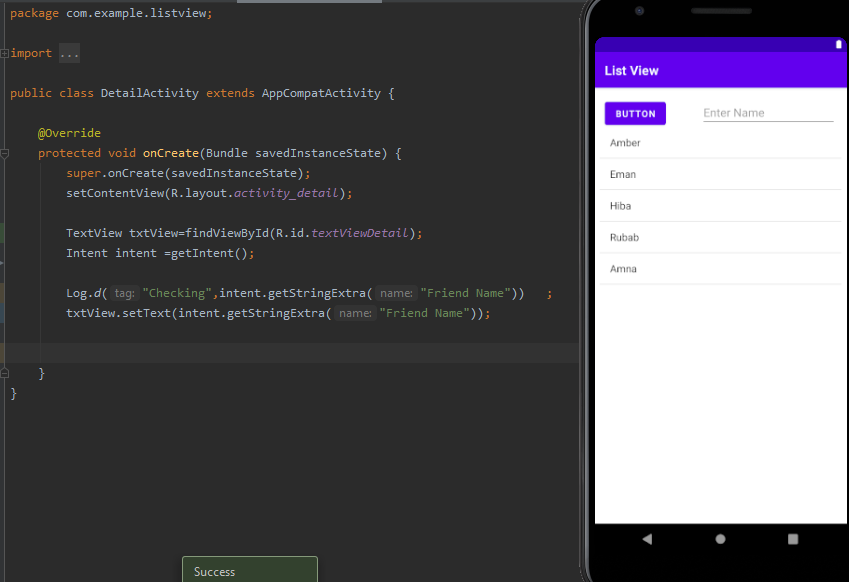 package com.example.listview;
import ...
public class DetailActivity extends AppCompatActivity {
@Override
protected void onCreate(Bundle savedInstanceState) {
super.onCreate(savedInstanceState);
setContentView(R.layout.activity_detail);
TextView txtView=findViewById(R.id.textViewDetail);
Intent intent =getIntent();
Log.d( tag: "Checking",intent.getStringExtra( name: "Friend Name"))   ;
txtView.setText(intent.getStringExtra( name: "Friend Name"));
}
}
Success
List View
BUTTON
Enter Name
Amber
Eman
Hiba
Rubab
Amna